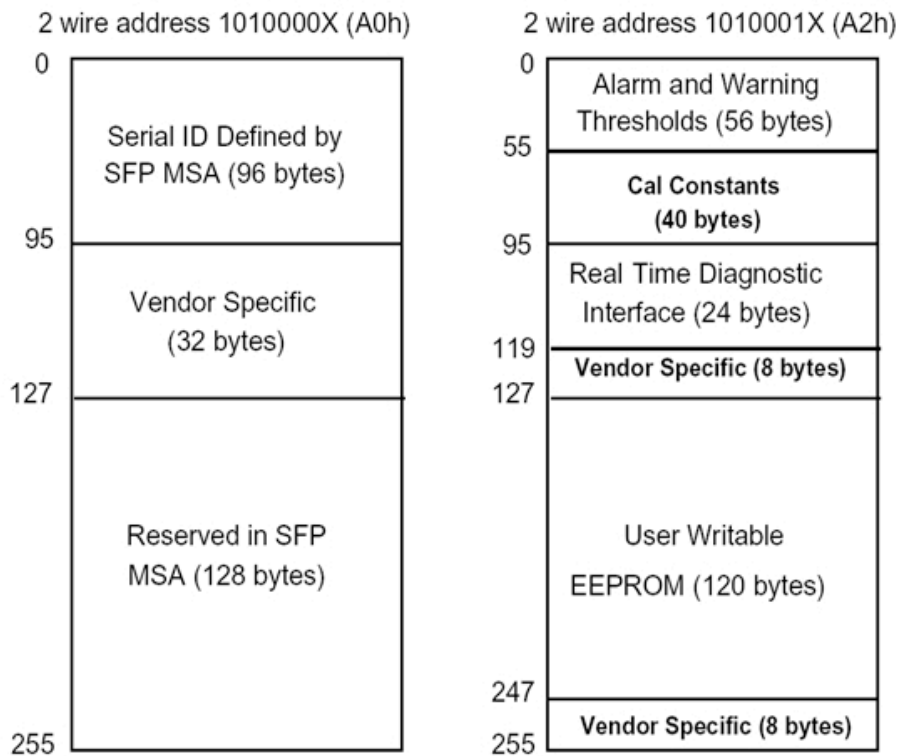 2 wire address 1010000X (A0h)
0
Serial ID Defined by
SFP MSA (96 bytes)
95
Vendor Specific
(32 bytes)
127
Reserved in SFP
MSA (128 bytes)
255
2 wire address 1010001X (A2h)
0
Alarm and Warning
Thresholds (56 bytes)
55
Cal Constants
(40 bytes)
95
Real Time Diagnostic
Interface (24 bytes)
119
Vendor Specific (8 bytes)
127
User Writable
EEPROM (120 bytes)
247
Vendor Specific (8 bytes)
255